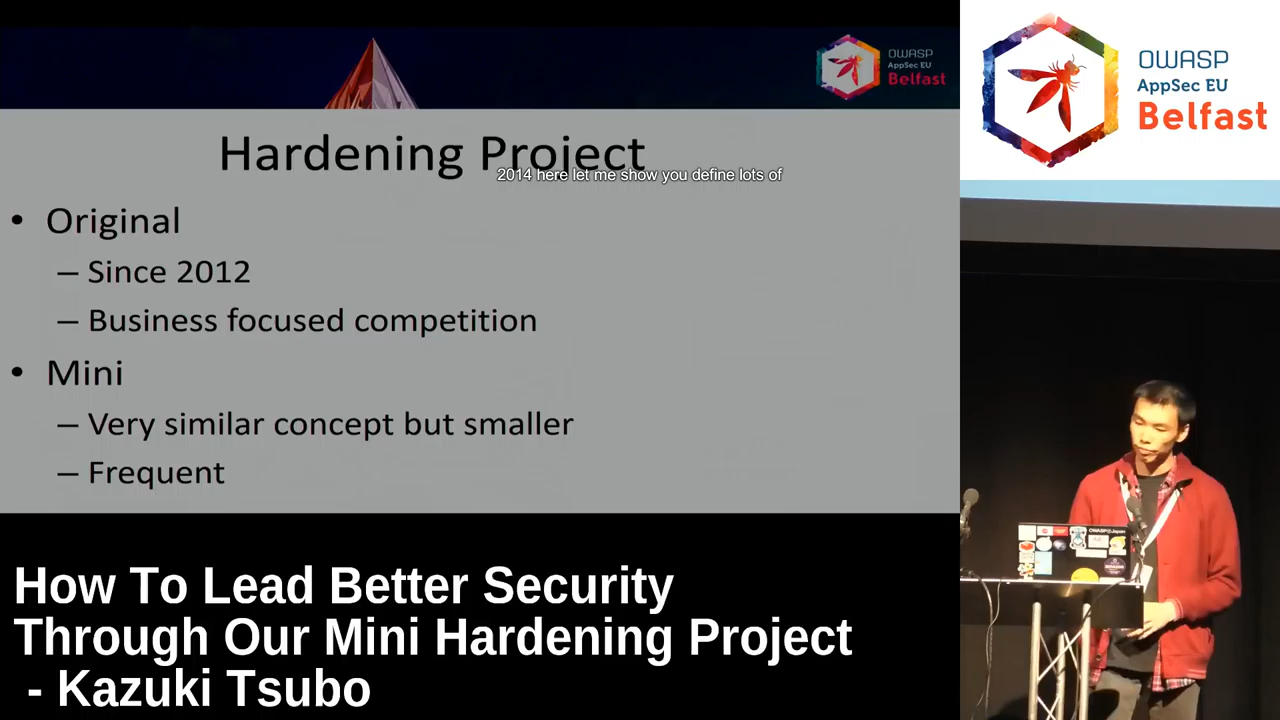 OWASP
AppSec EU
Belfast
Hardening Project
2014 here let me show you define lots of
• Original
– Since 2012
– Business focused competition
• Mini
– Very similar concept but smaller
– Frequent
How To Lead Better Security
Through Our Mini Hardening Project
- Kazuki Tsubo
OWASP
AppSec EU
Belfast